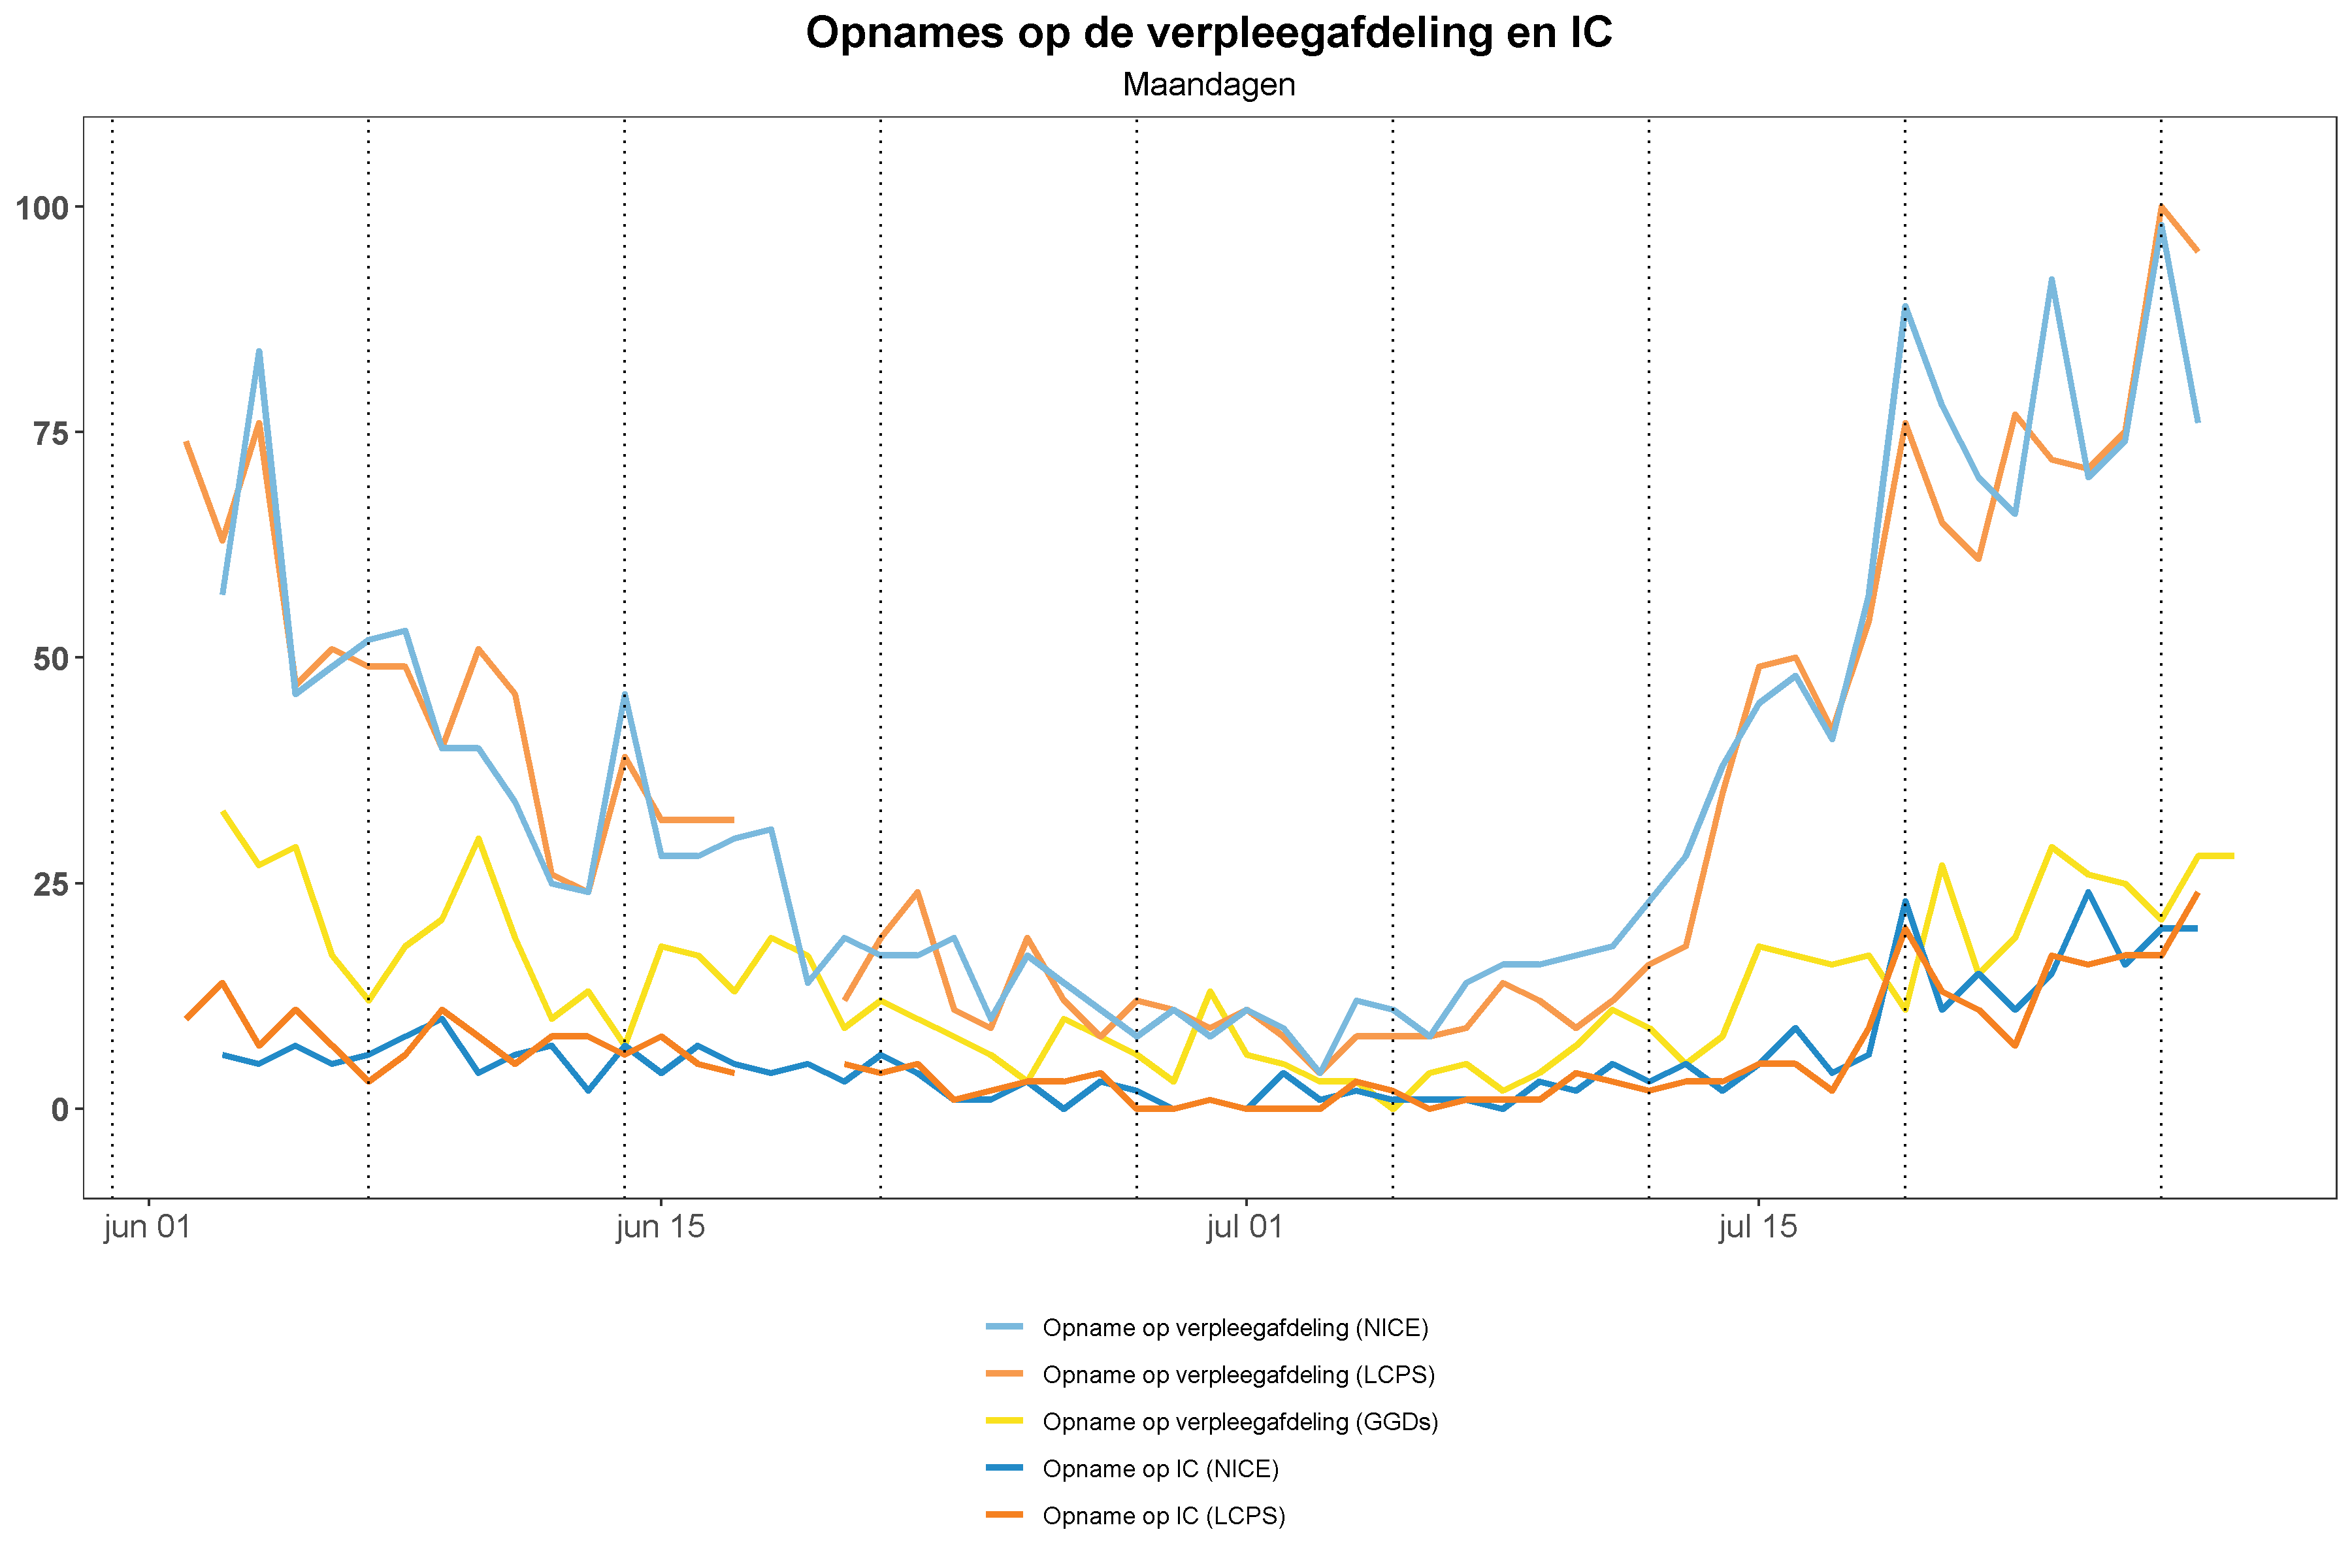 Opnames op de verpleegafdeling en IC
Maandagen
100
75
50
25
0
jun 01
jun 15
jul 01
jul 15
Opname op verpleegafdeling (NICE)
Opname op verpleegafdeling (LCPS)
Opname op verpleegafdeling (GGDs)
Opname op IC (NICE)
Opname op IC (LCPS)